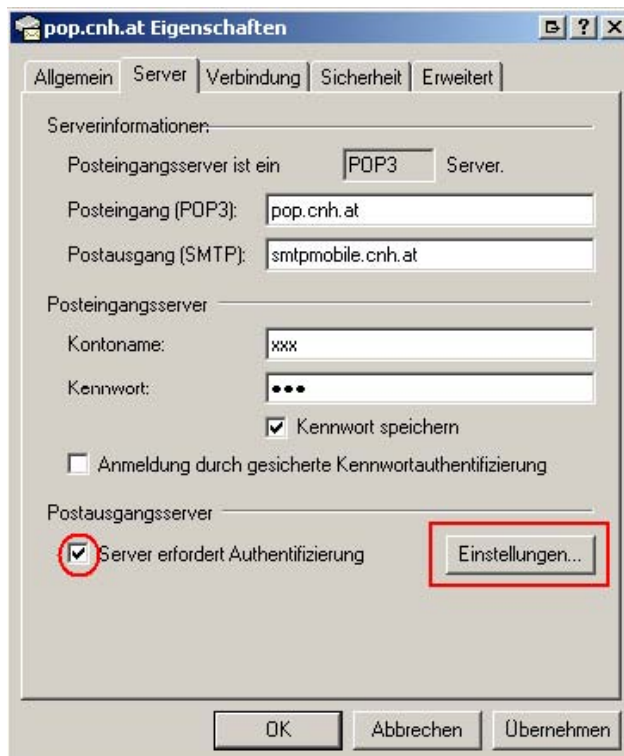 pop.cnh.at Eigenschaften
Allgemein Server Verbindung Sicherheit Erweitert
Serverinformationen:
Posteingangsserver ist ein POP3 Server.
Posteingang (POP3): pop.cnh.at
Postausgang (SMTP): smtpmobile.cnh.at
Posteingangsserver
Kontoname: xxx
Kennwort: •••
Kennwort speichern
Anmeldung durch gesicherte Kennwortauthentifizierung
Postausgangsserver
Server erfordert Authentifizierung Einstellungen...
OK Abbrechen Übernehmen